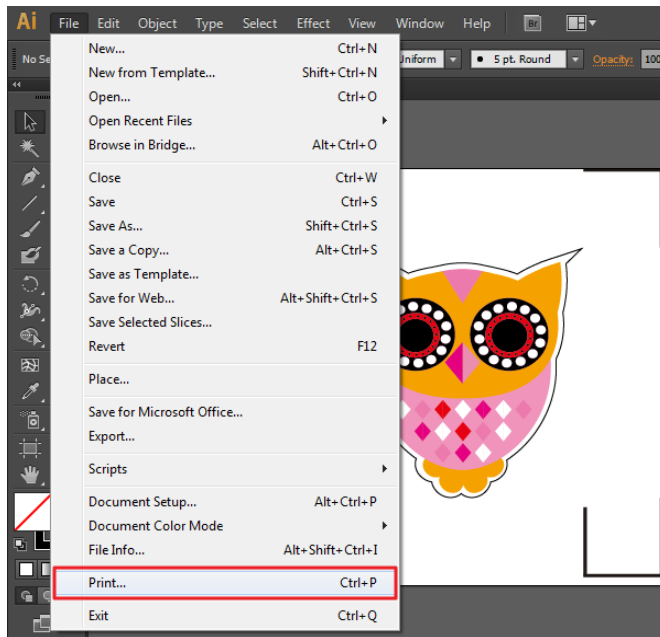 Ai File Edit Object Type Select Effect View Window Help Br
No Se Uniform 5 pt. Round Opacity: 100
New... Ctrl+N
New from Template... Shift+Ctrl+N
Open... Ctrl+O
Open Recent Files
Browse in Bridge... Alt+Ctrl+O
Close Ctrl+W
Save Ctrl+S
Save As... Shift+Ctrl+S
Save a Copy... Alt+Ctrl+S
Save as Template...
Save for Web... Alt+Shift+Ctrl+S
Save Selected Slices...
Revert F12
Place...
Save for Microsoft Office...
Export...
Scripts
Document Setup... Alt+Ctrl+P
Document Color Mode
File Info... Alt+Shift+Ctrl+I
Print... Ctrl+P
Exit Ctrl+Q